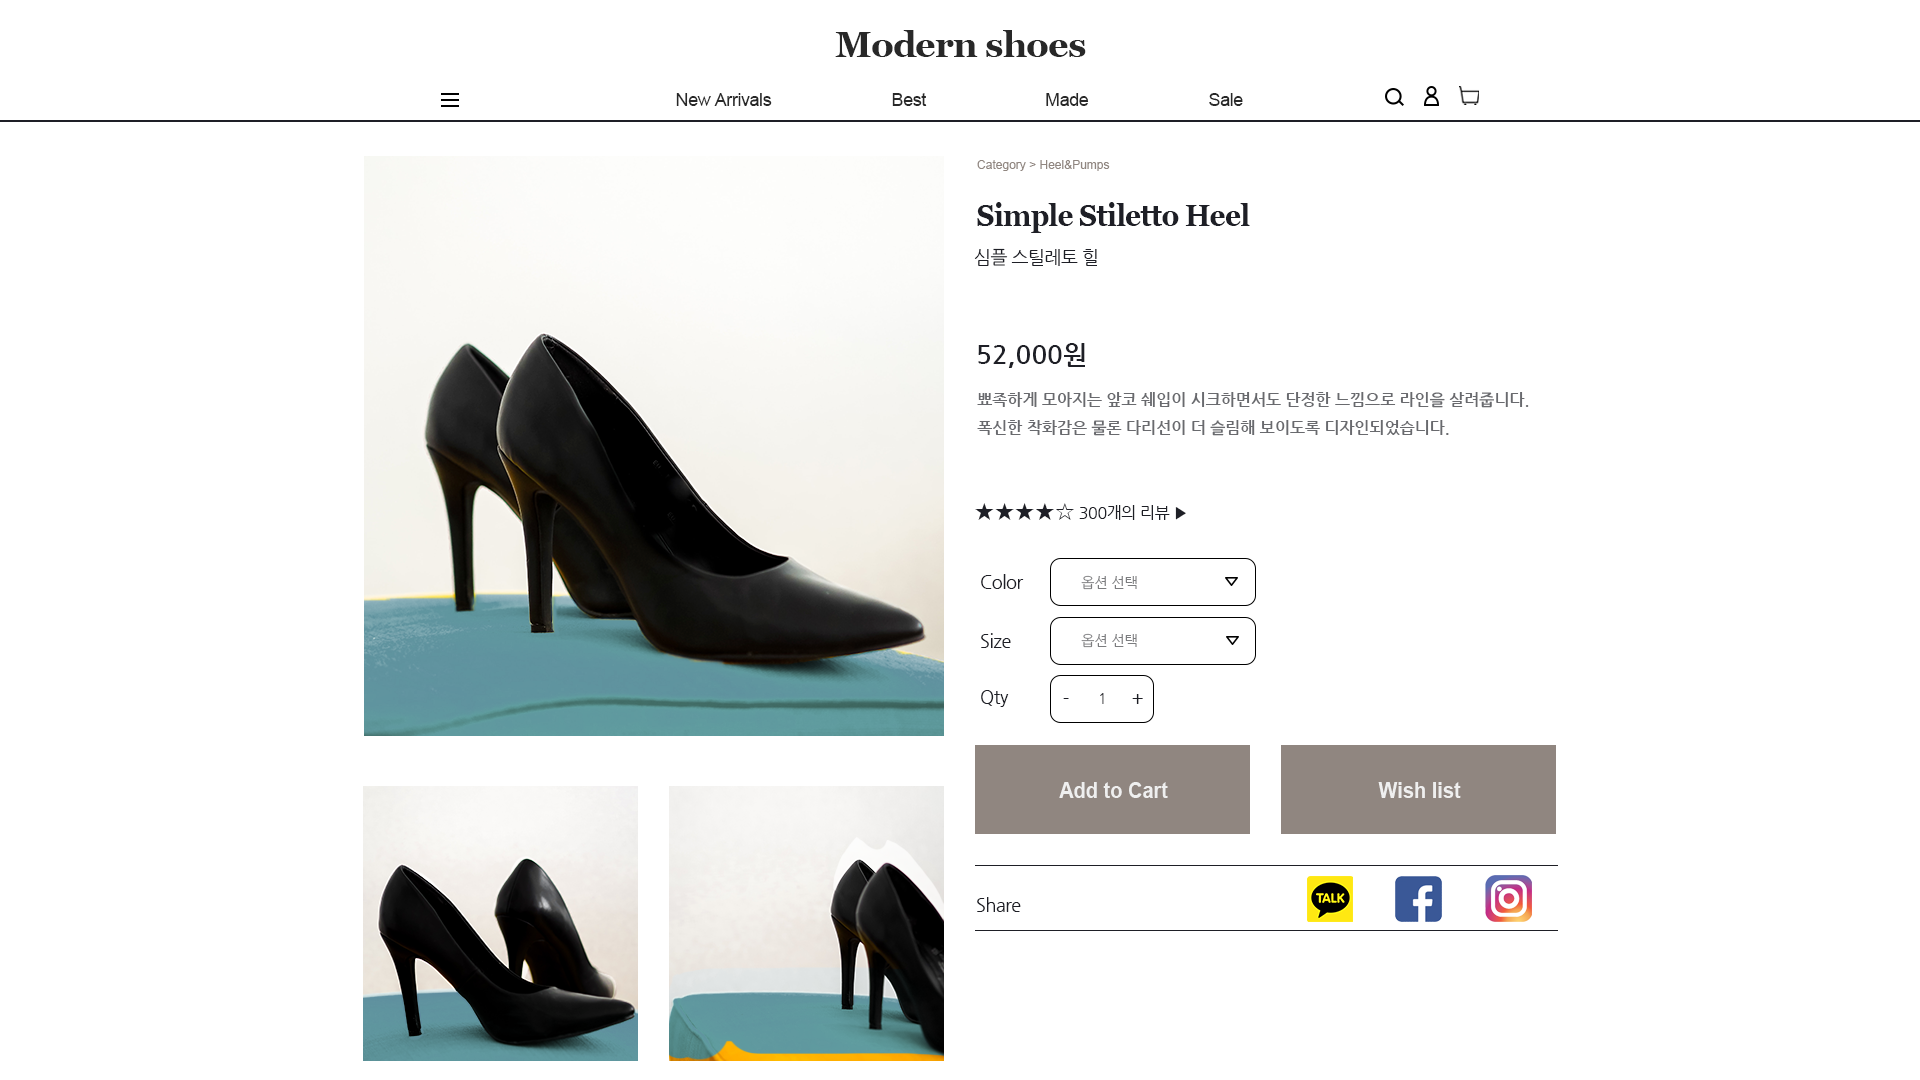 Modern shoes
New Arrivals
Best
Made
Sale
Category > Heel&Pumps
Simple Stiletto Heel
심플 스틸레토 힐
52,000원
뾰족하게 모아지는 앞코 쉐입이 시크하면서도 단정한 느낌으로 라인을 살려줍니다.
폭신한 착화감은 물론 다리선이 더 슬림해 보이도록 디자인되었습니다.
★★★★☆ 300개의 리뷰 ▶
Color 옵션 선택
Size 옵션 선택
Qty - 1 +
Add to Cart
Wish list
Share
TALK